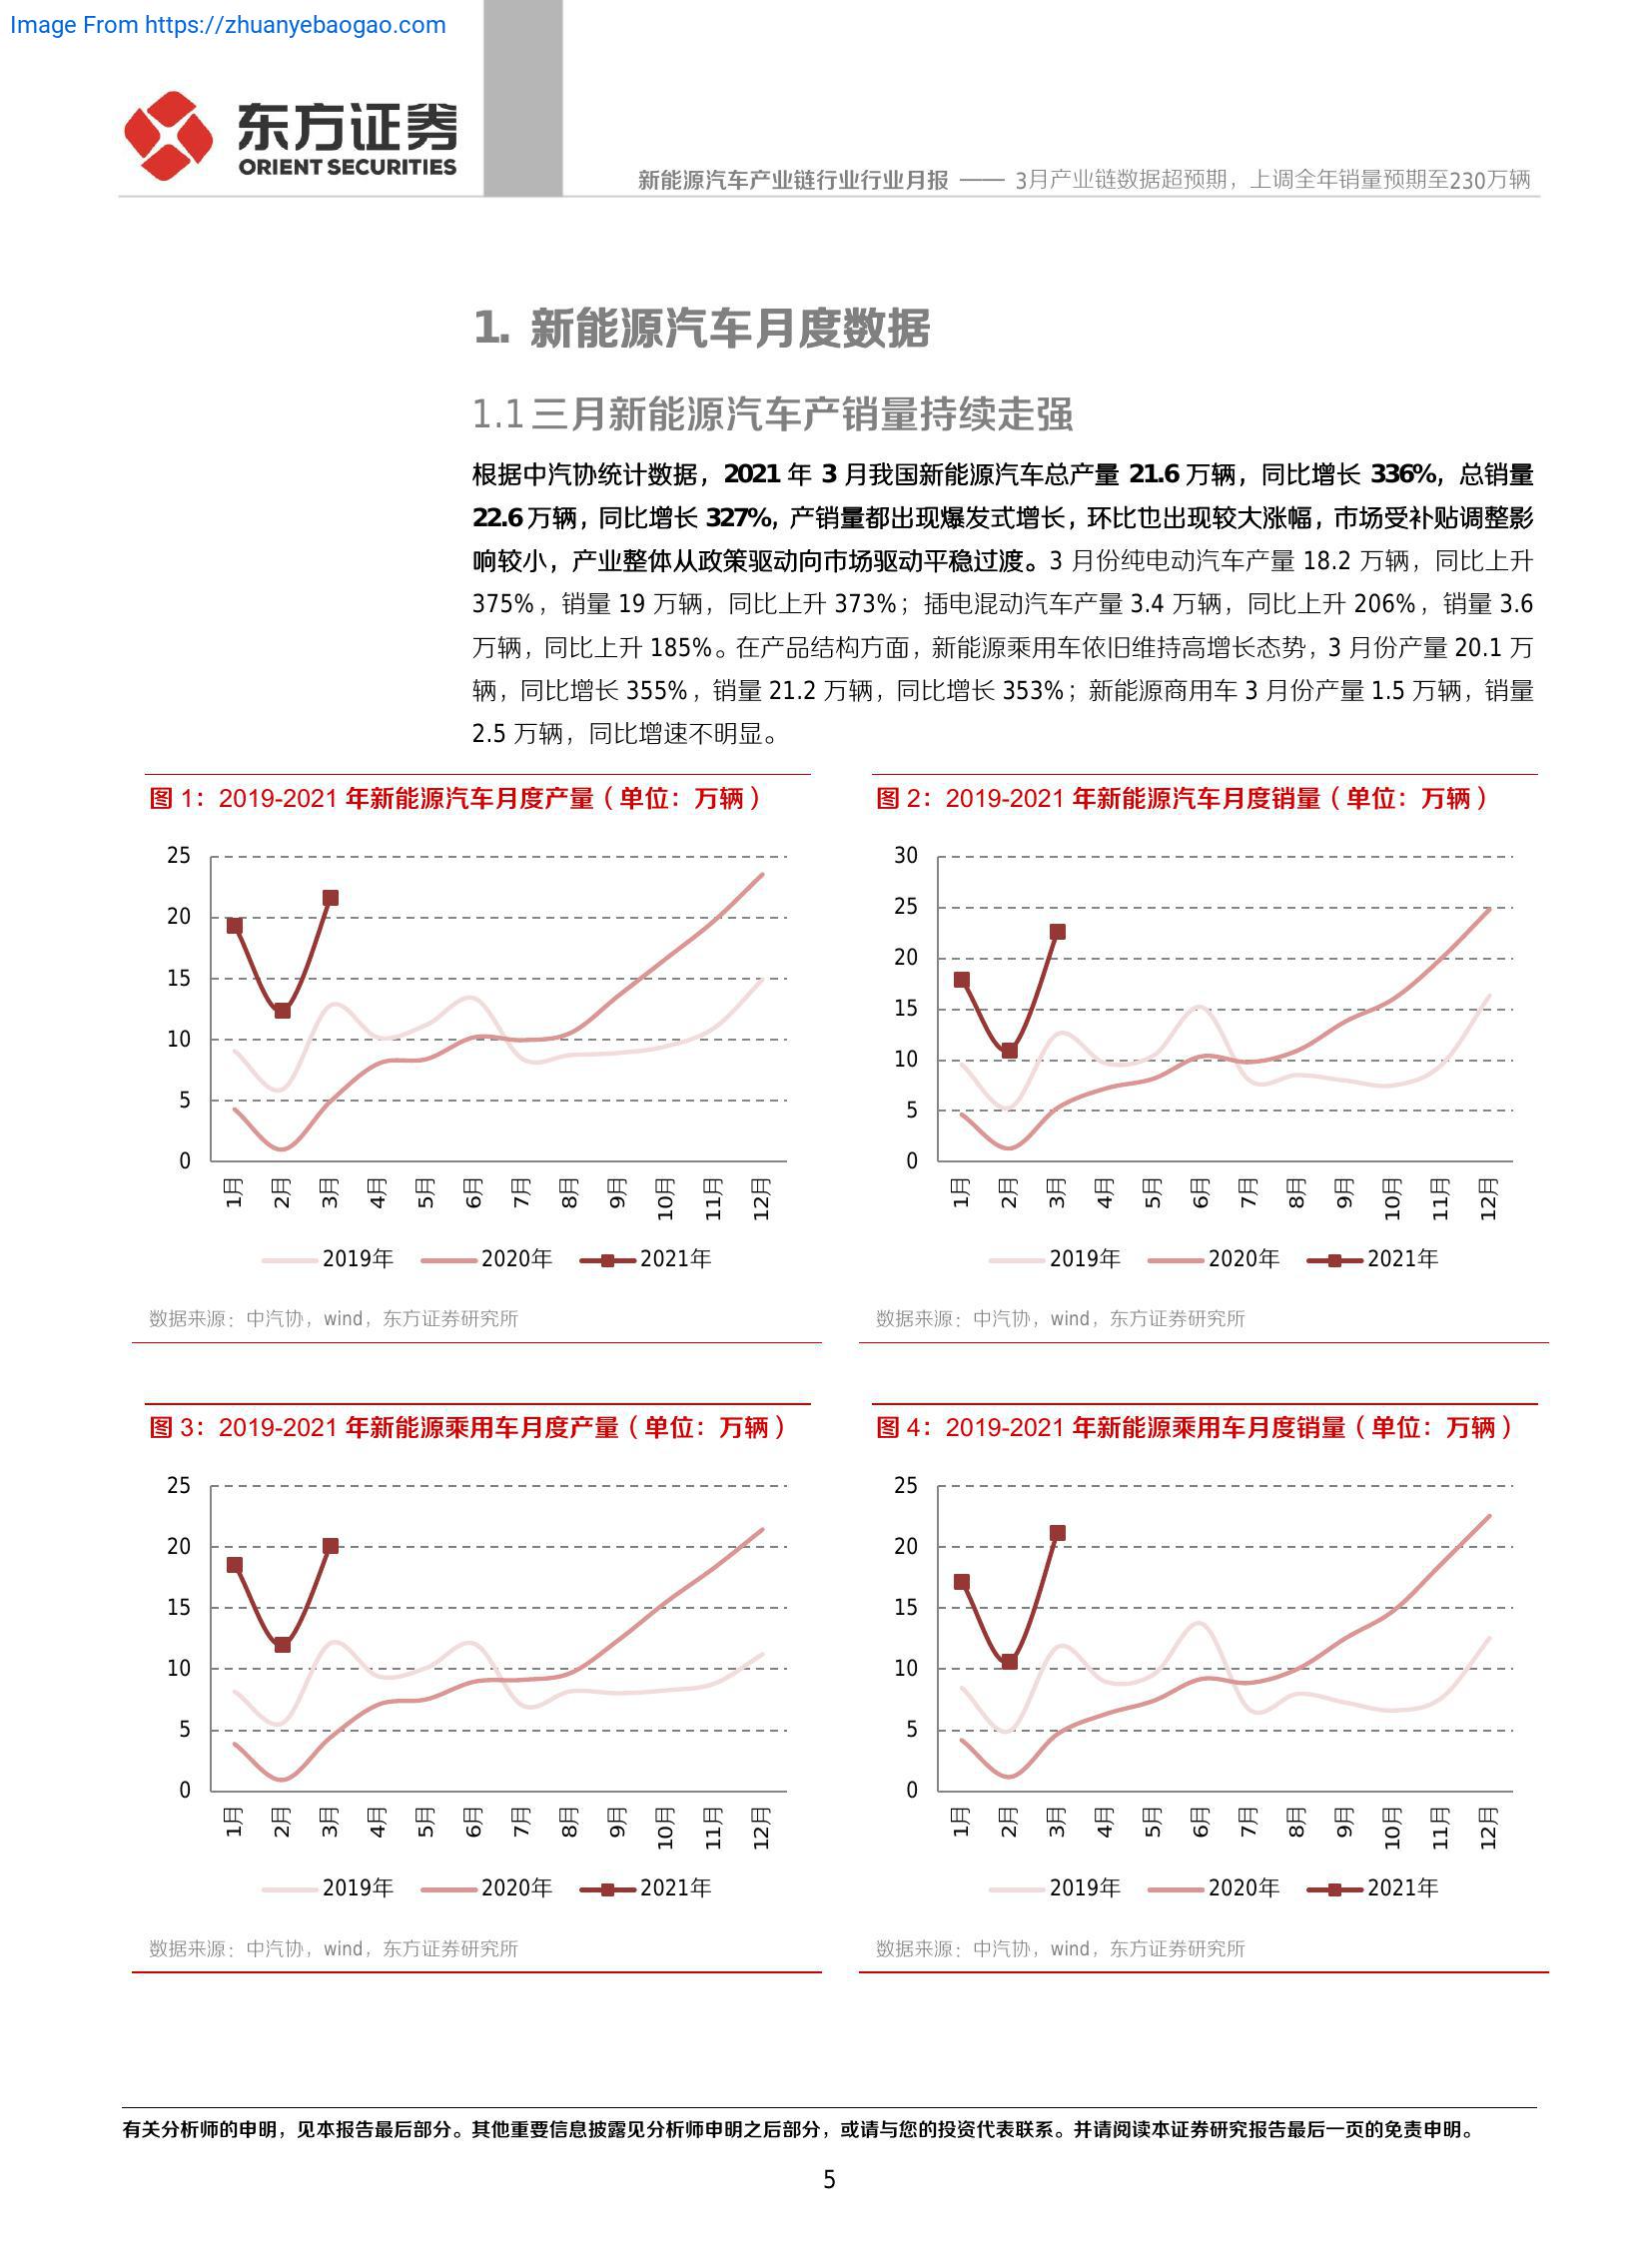 Image From https://zhuanyebaogao.com
东方证券
ORIENT SECURITIES
新能源汽车产业链行业行业月报 —— 3月产业链数据超预期，上调全年销量预期至230万辆
1. 新能源汽车月度数据
1.1三月新能源汽车产销量持续走强
根据中汽协统计数据，2021 年 3 月我国新能源汽车总产量 21.6 万辆，同比增长 336%，总销量
22.6 万辆，同比增长 327%，产销量都出现爆发式增长，环比也出现较大涨幅，市场受补贴调整影
响较小，产业整体从政策驱动向市场驱动平稳过渡。3 月份纯电动汽车产量 18.2 万辆，同比上升
375%，销量 19 万辆，同比上升 373%；插电混动汽车产量 3.4 万辆，同比上升 206%，销量 3.6
万辆，同比上升 185%。在产品结构方面，新能源乘用车依旧维持高增长态势，3 月份产量 20.1 万
辆，同比增长 355%，销量 21.2 万辆，同比增长 353%；新能源商用车 3 月份产量 1.5 万辆，销量
2.5 万辆，同比增速不明显。
图 1：2019-2021 年新能源汽车月度产量（单位：万辆）
25
20
15
10
5
0
1月 2月 3月 4月 5月 6月 7月 8月 9月 10月 11月 12月
2019年 2020年 2021年
数据来源：中汽协，wind，东方证券研究所
图 2：2019-2021 年新能源汽车月度销量（单位：万辆）
30
25
20
15
10
5
0
1月 2月 3月 4月 5月 6月 7月 8月 9月 10月 11月 12月
2019年 2020年 2021年
数据来源：中汽协，wind，东方证券研究所
图 3：2019-2021 年新能源乘用车月度产量（单位：万辆）
25
20
15
10
5
0
1月 2月 3月 4月 5月 6月 7月 8月 9月 10月 11月 12月
2019年 2020年 2021年
数据来源：中汽协，wind，东方证券研究所
图 4：2019-2021 年新能源乘用车月度销量（单位：万辆）
25
20
15
10
5
0
1月 2月 3月 4月 5月 6月 7月 8月 9月 10月 11月 12月
2019年 2020年 2021年
数据来源：中汽协，wind，东方证券研究所
有关分析师的申明，见本报告最后部分。其他重要信息披露见分析师申明之后部分，或请与您的投资代表联系。并请阅读本证券研究报告最后一页的免责申明。
5